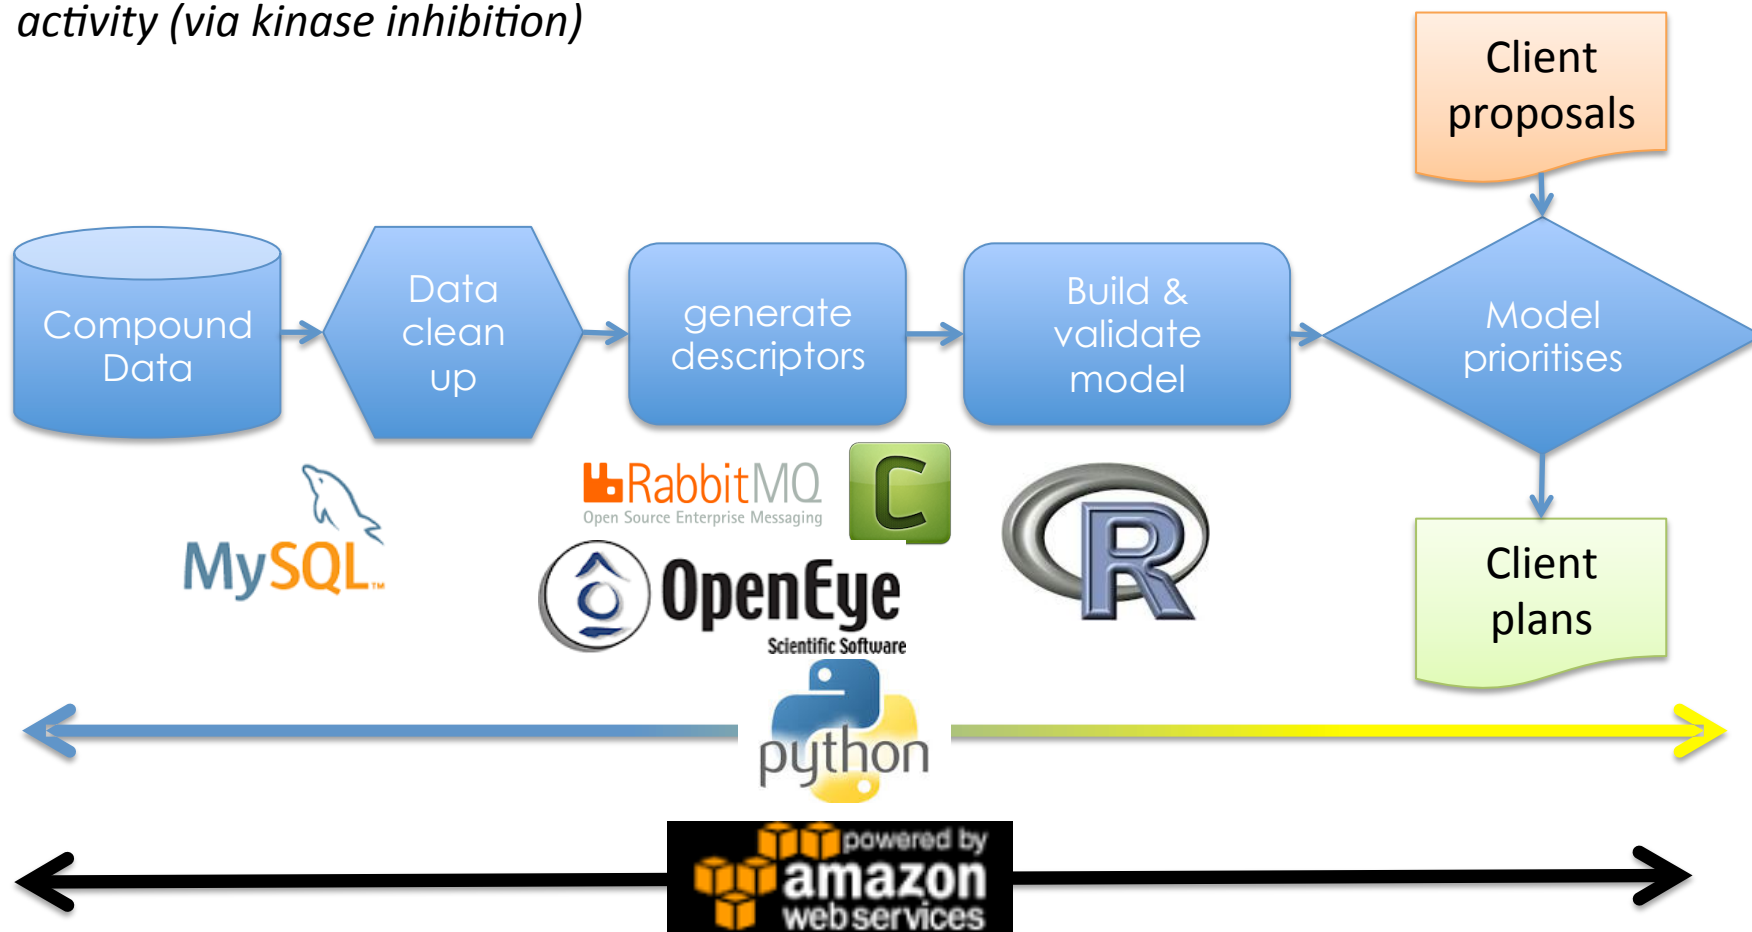 activity (via kinase inhibition)
Client
proposals
Compound
Data
Data
clean
up
generate
descriptors
Build &
validate
model
Model
prioritises
MySQL™
RabbitMQ
Open Source Enterprise Messaging
C
OpenEye
Scientific Software
R
Client
plans
python
powered by
amazon
webservices